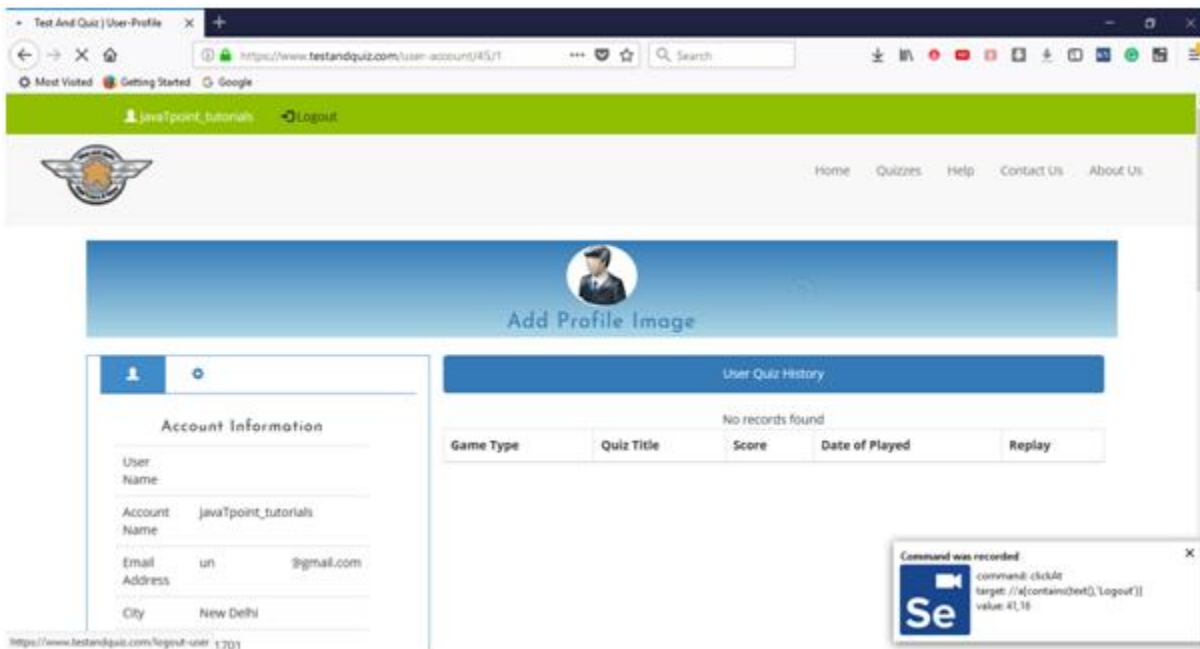 Test And Quiz | User-Profile
https://www.testandquiz.com/user-account/45/1
Search
Most Visited Getting Started Google
javaTpoint_tutorials Logout
Home Quizzes Help Contact Us About Us
Add Profile Image
User Quiz History
Account Information
No records found
Game Type Quiz Title Score Date of Played Replay
User
Name
Account javaTpoint_tutorials
Name
Email un @gmail.com
Address
City New Delhi
https://www.testandquiz.com/logout-user 1701
Command was recorded
command: clickAt
target: //a[contains(text(),'Logout')]
value: 41,16
Se